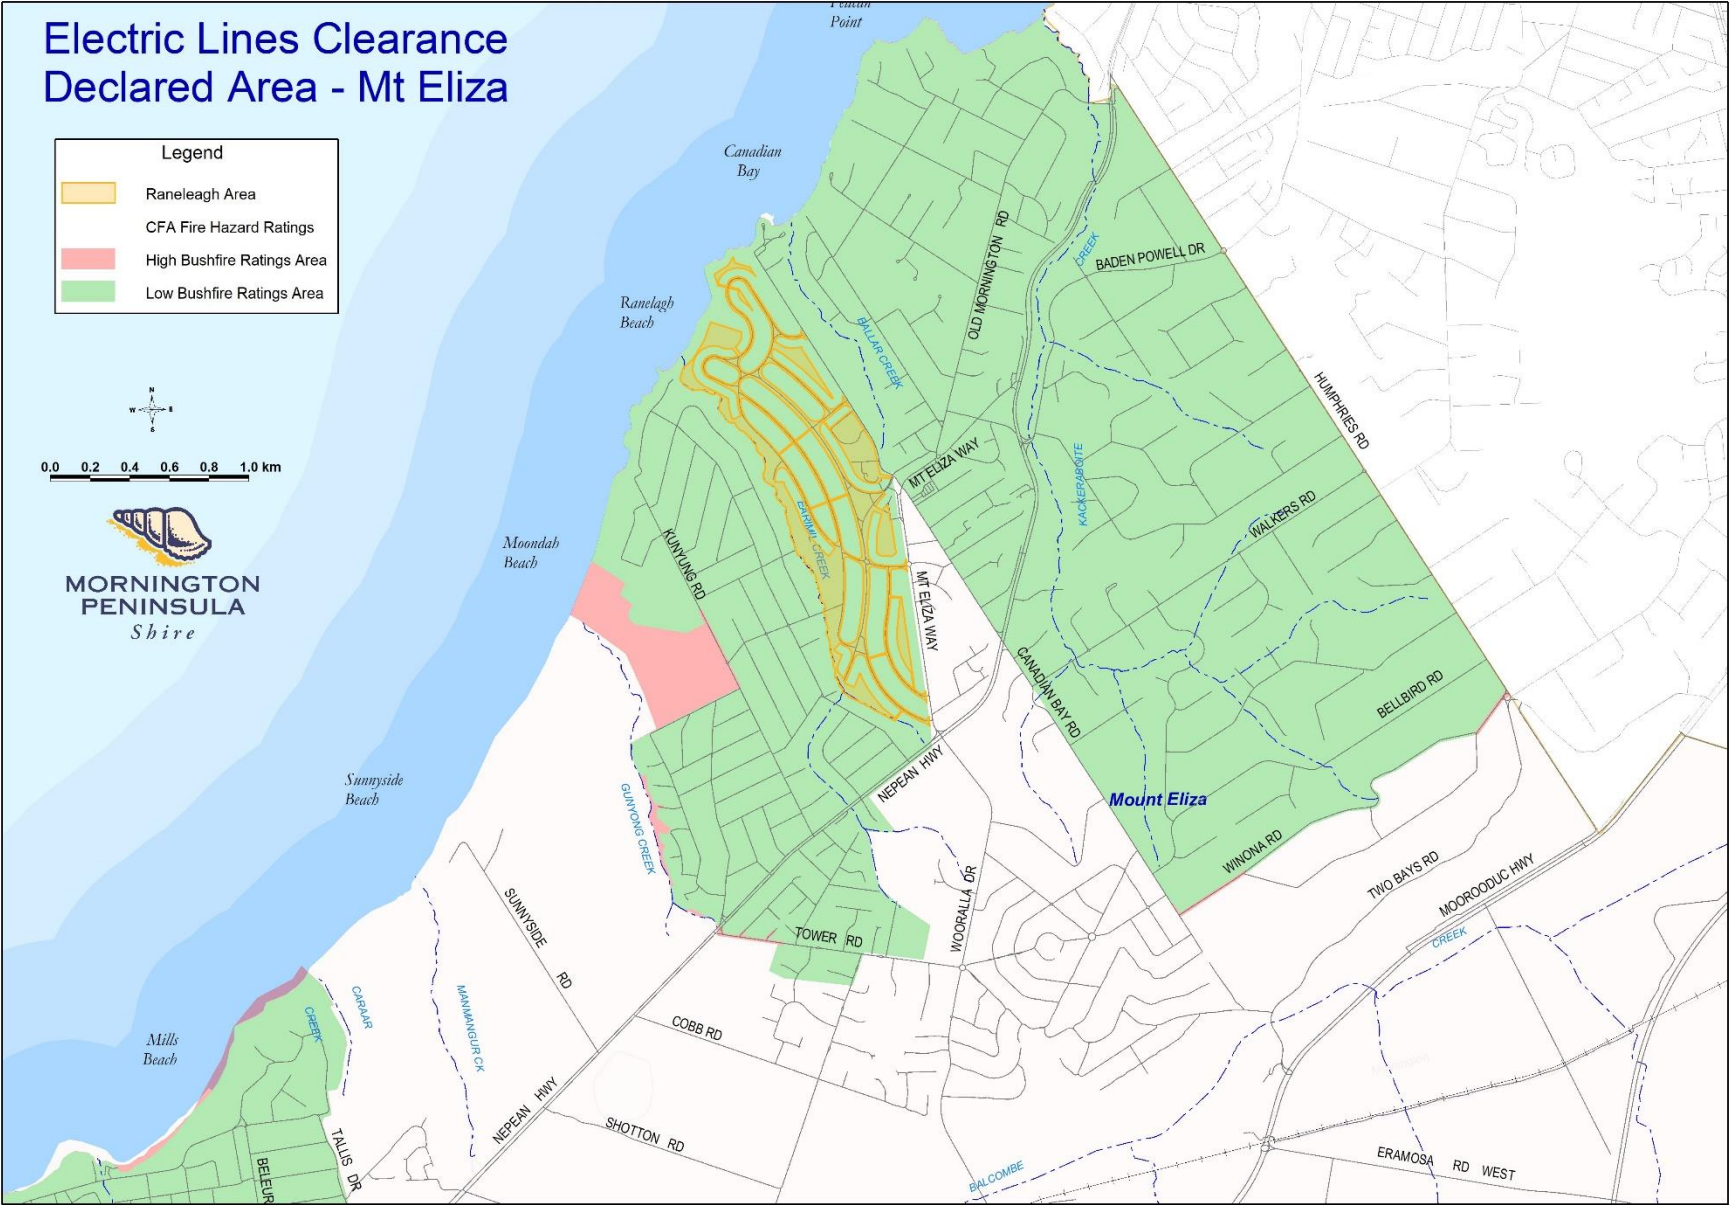 Electric Lines Clearance
Declared Area - Mt Eliza
Legend
Raneleagh Area
CFA Fire Hazard Ratings
High Bushfire Ratings Area
Low Bushfire Ratings Area
N
W
E
S
0.0 0.2 0.4 0.6 0.8 1.0 km
MORNINGTON
PENINSULA
Shire
Pelican
Point
Canadian
Bay
Ranelagh
Beach
Moondah
Beach
Sunnyside
Beach
Mills
Beach
OLD MORNINGTON RD
CREEK
BADEN POWELL DR
BALLAR CREEK
HUMPHRIES RD
MT ELIZA WAY
KACKERABOITE
WALKERS RD
EARIMIL CREEK
KUNYUNG RD
MT ELIZA WAY
CANADIAN BAY RD
BELLBIRD RD
NEPEAN HWY
Mount Eliza
GUNYONG CREEK
WINONA RD
TWO BAYS RD
MOOROODUC HWY
SUNNYSIDE RD
WOORALLA DR
TOWER RD
CREEK
CARAAR
CREEK
MANMANGUR CK
COBB RD
NEPEAN HWY
SHOTTON RD
TALLIS DR
BELEUR
BALCOMBE
ERAMOSA RD WEST